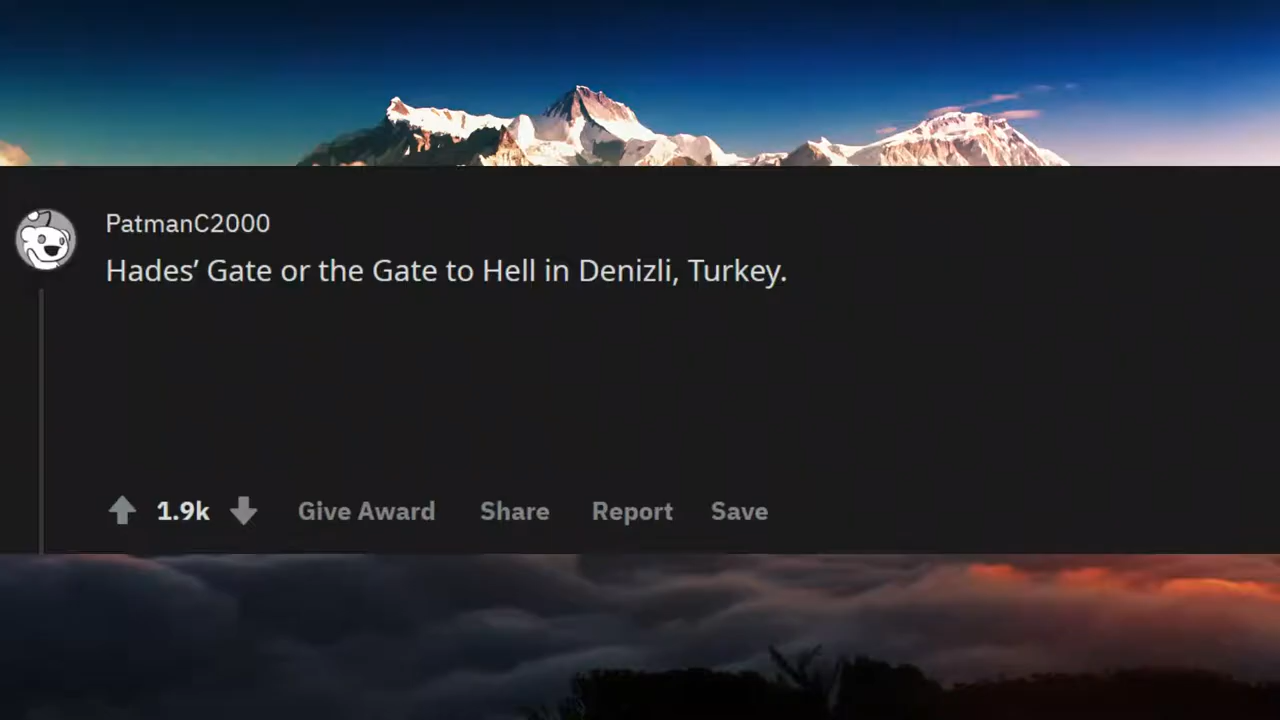 PatmanC2000
Hades’ Gate or the Gate to Hell in Denizli, Turkey.
1.9k Give Award Share Report Save